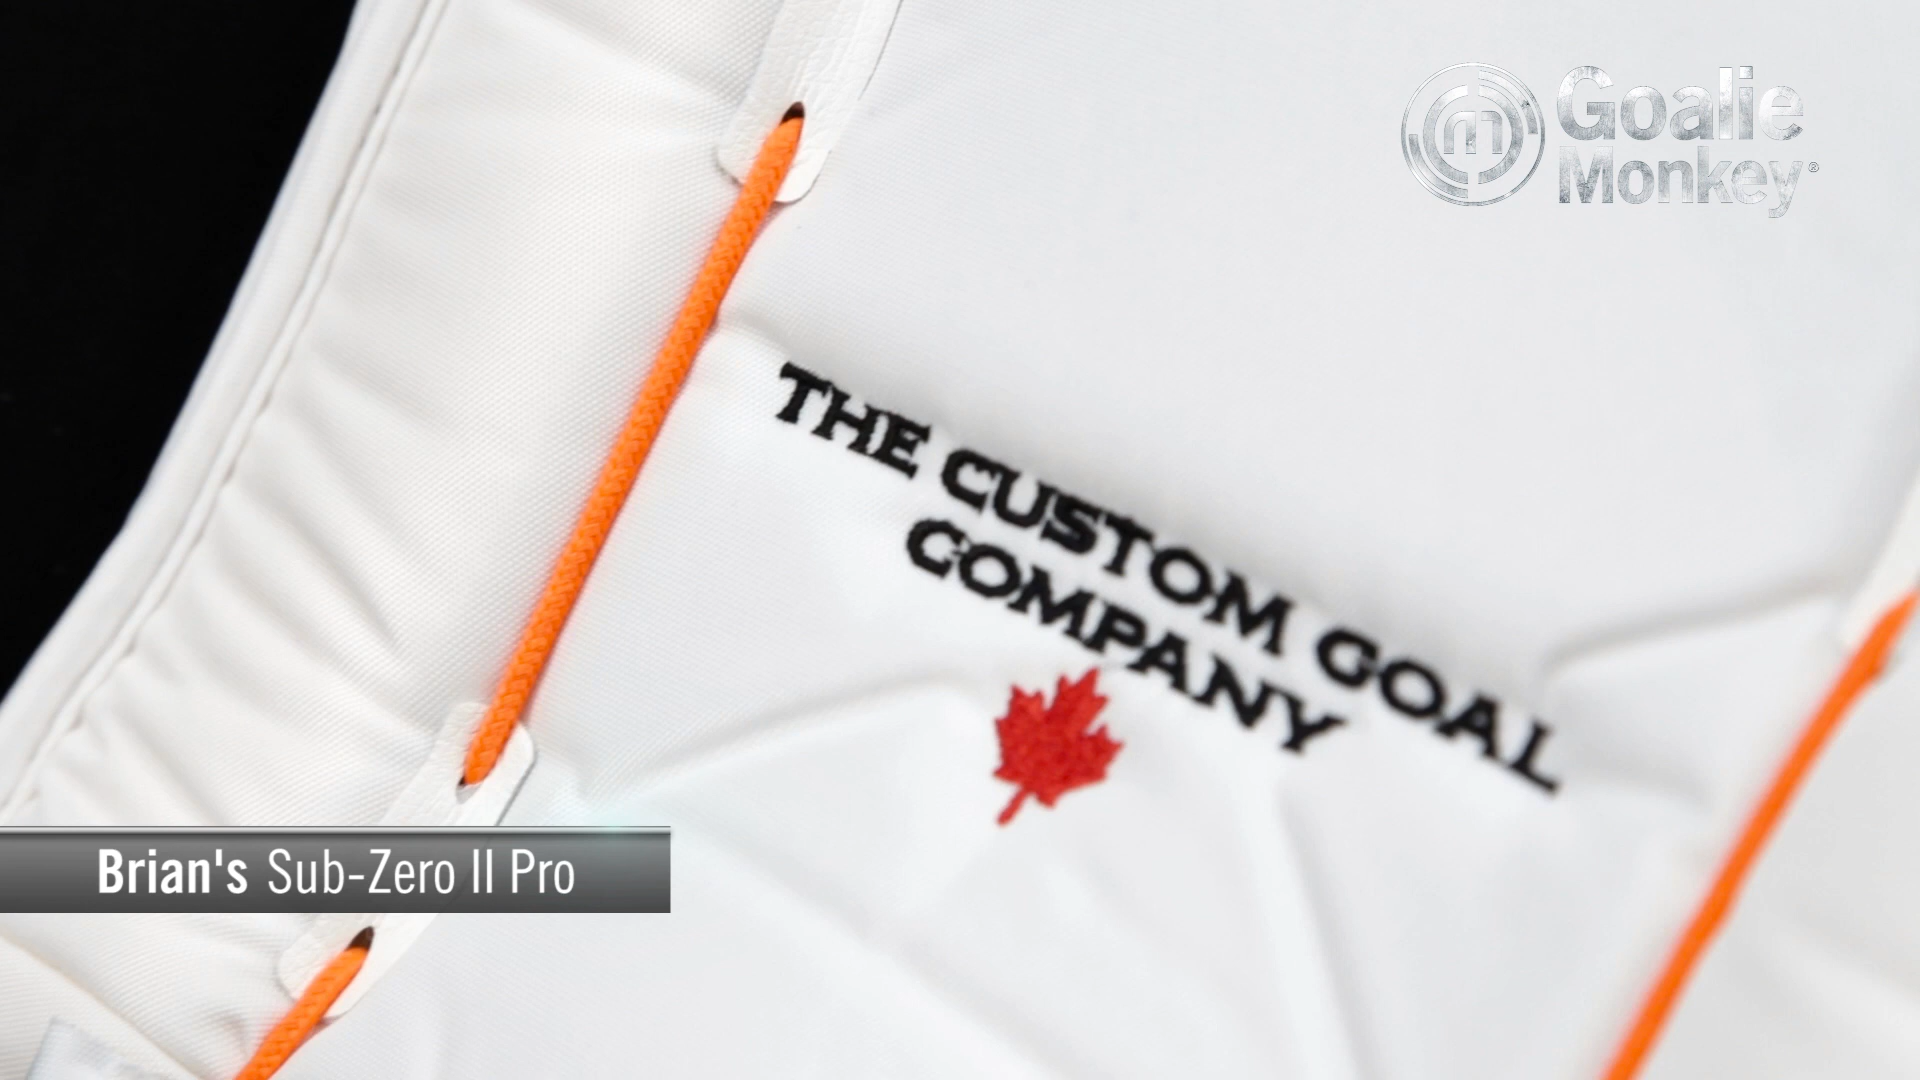 Goalie
Monkey®
THE CUSTOM GOAL
COMPANY
Brian's Sub-Zero II Pro